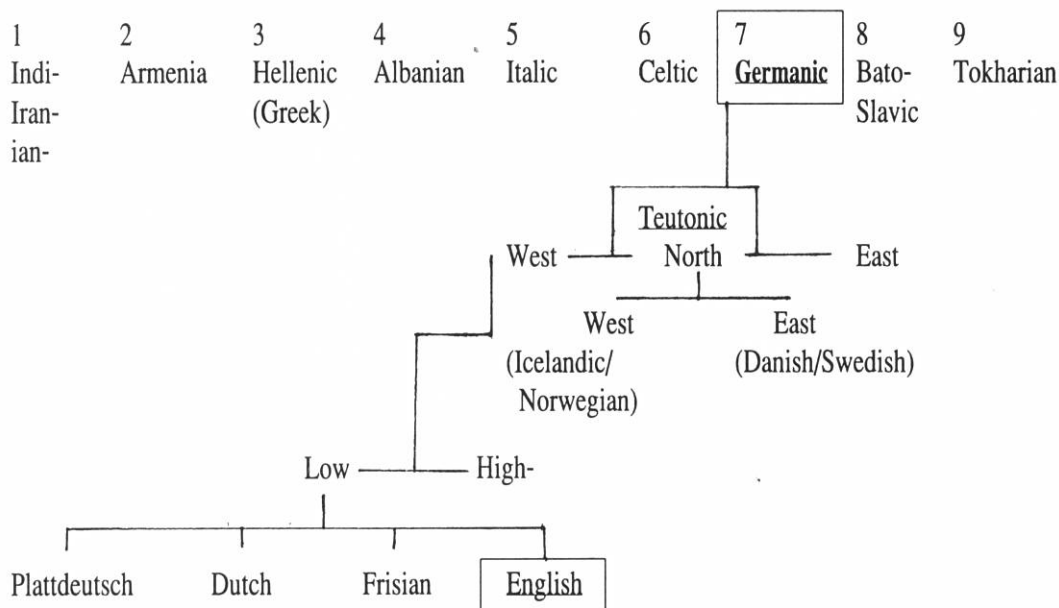 1 2 3 4 5 6 7 8 9
Indi- Armenia Hellenic Albanian Italic Celtic Germanic Bato- Tokharian
Iran- (Greek) Slavic
ian-
Teutonic
West North East
West East
(Icelandic/ (Danish/Swedish)
Norwegian)
Low High-
Plattdeutsch Dutch Frisian English